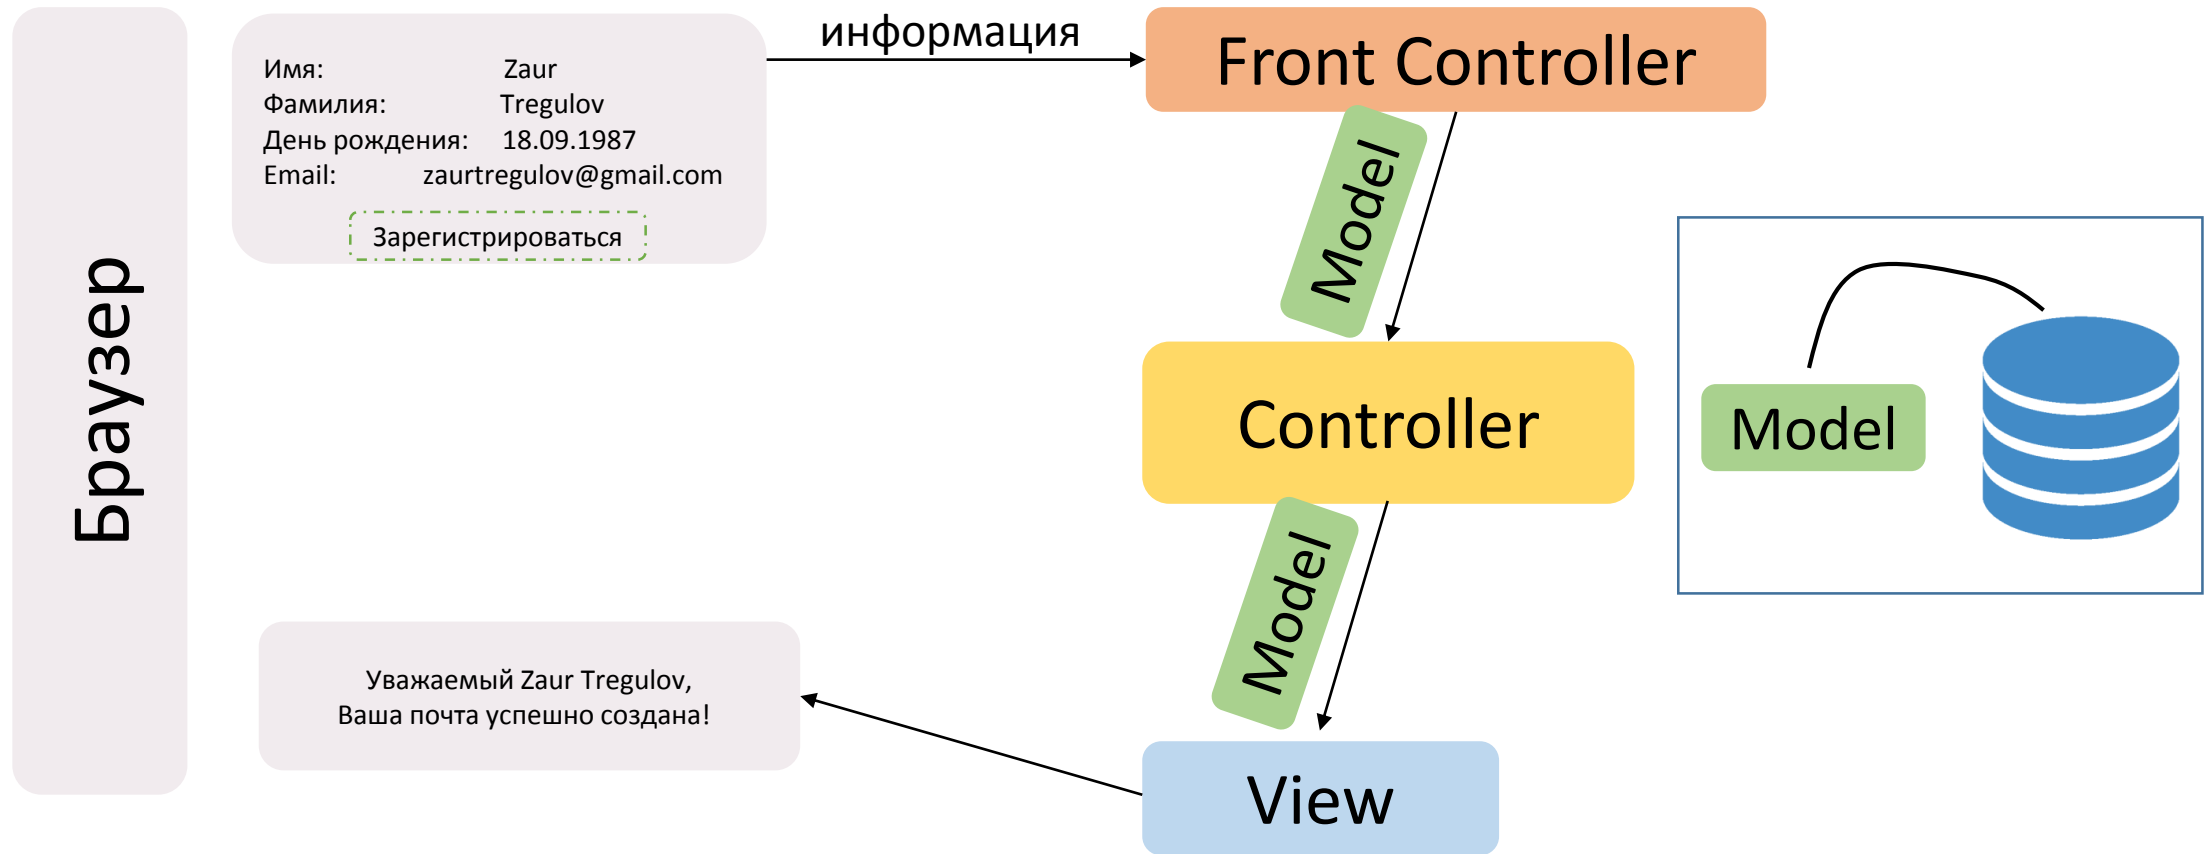 Браузер
Имя: Zaur
Фамилия: Tregulov
День рождения: 18.09.1987
Email: zaurtregulov@gmail.com
Зарегистрироваться
информация
Front Controller
Model
Controller
Model
Model
View
Уважаемый Zaur Tregulov,
Ваша почта успешно создана!